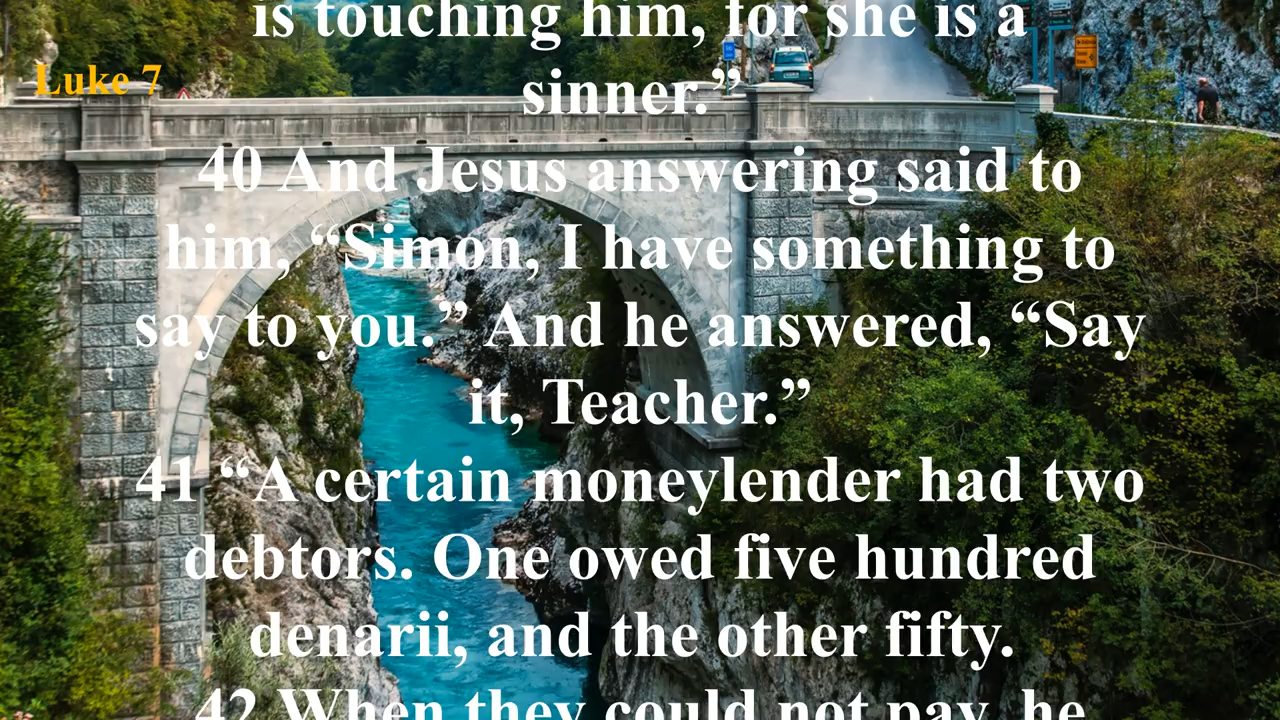 is touching him, for she is a
Luke 7
sinner.”
40 And Jesus answering said to
him, “Simon, I have something to
say to you.” And he answered, “Say
it, Teacher.”
41 “A certain moneylender had two
debtors. One owed five hundred
denarii, and the other fifty.
42 When they could not pay, he